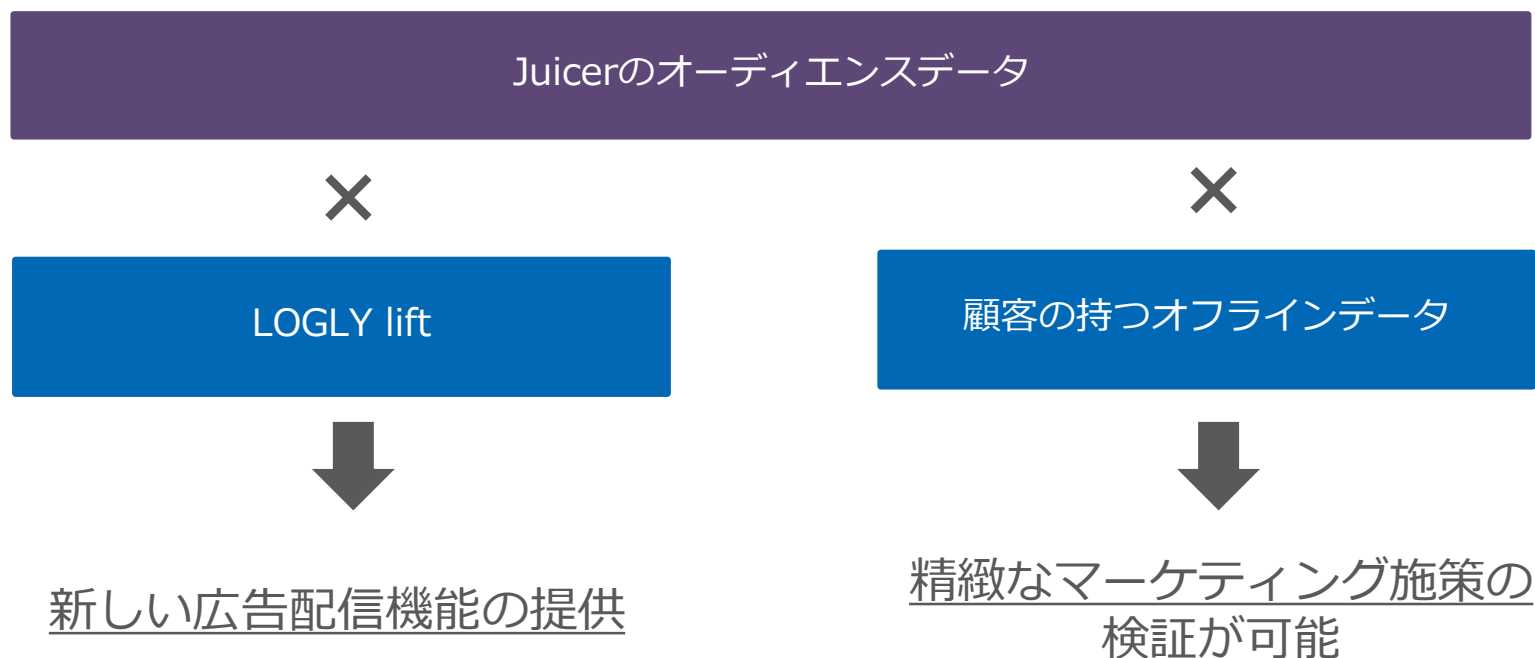 Juicerのオーディエンスデータ
×
×
LOGLY lift
顧客の持つオフラインデータ
新しい広告配信機能の提供
精緻なマーケティング施策の
検証が可能